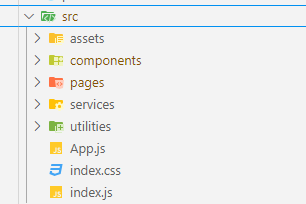 src
assets
components
pages
services
utilities
App.js
index.css
index.js